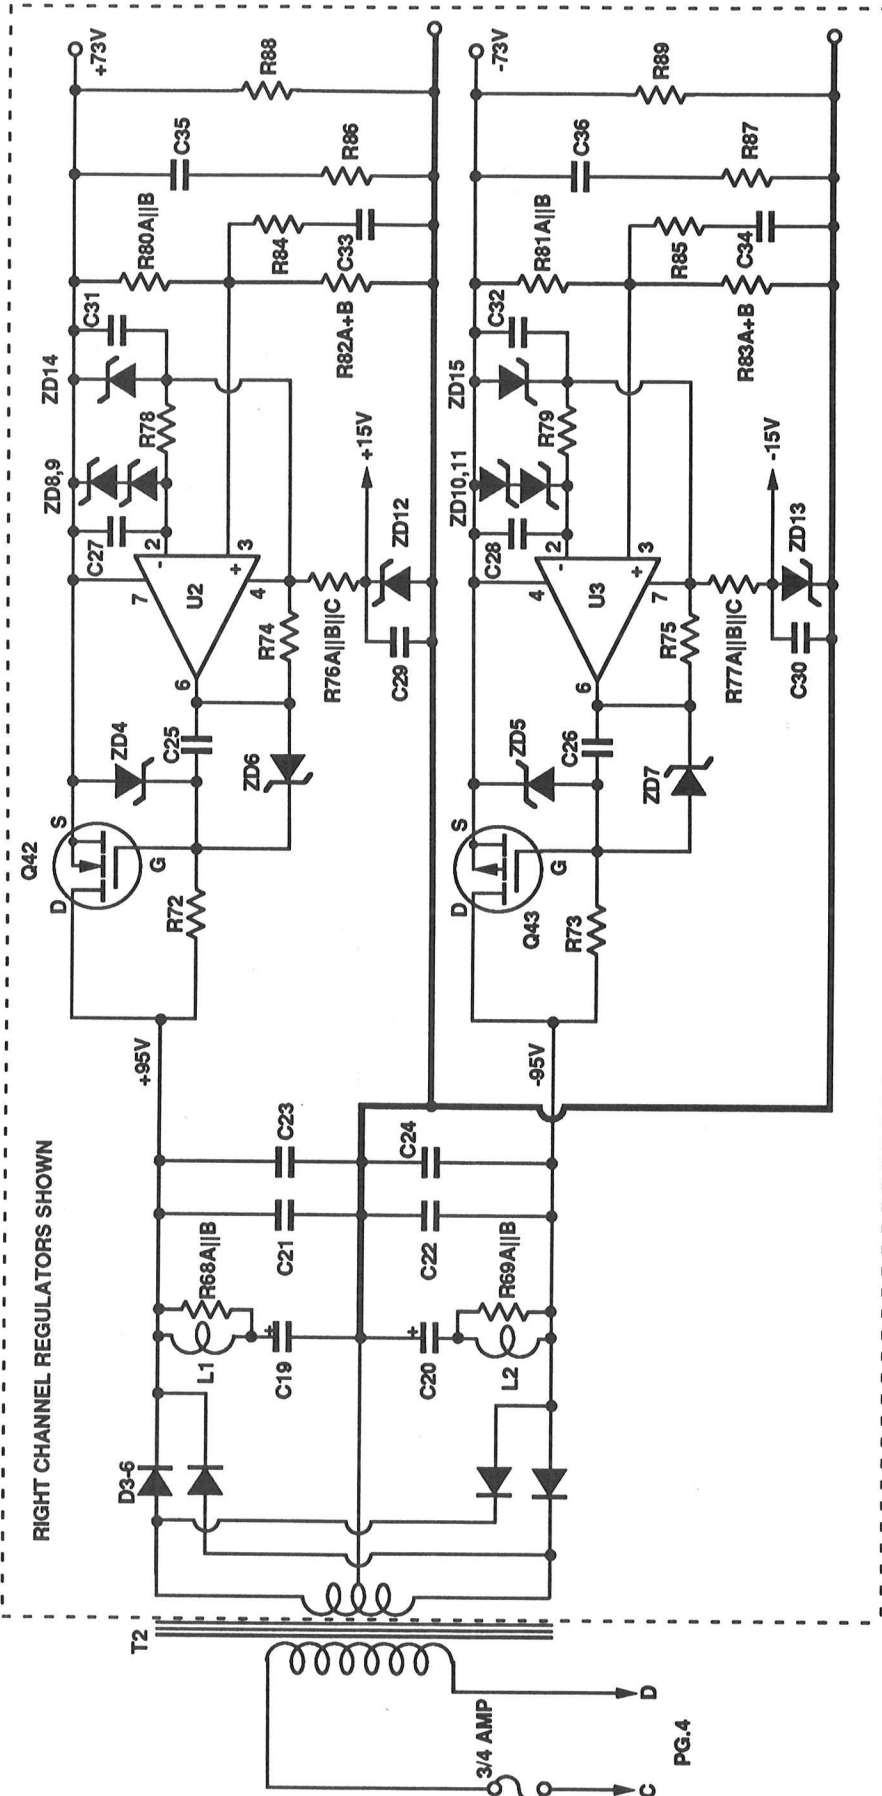 RIGHT CHANNEL REGULATORS SHOWN
T2
3/4 AMP
C
D
PG.4
D3-6
L1
R68A||B
C19
+
C21
C23
C20
+
C22
C24
L2
R69A||B
+95V
-95V
Q42
D
S
G
R72
ZD4
C25
ZD6
6
U2
7
4
2
-
3
+
R74
C27
ZD8,9
R78
ZD14
C31
R80A||B
R76A||B||C
C29
ZD12
+15V
R82A+B
R84
C33
C35
R86
R88
+73V
Q43
D
S
G
R73
ZD5
C26
ZD7
6
U3
4
7
2
-
3
+
R75
C28
ZD10,11
R79
ZD15
C32
R81A||B
R77A||B||C
C30
ZD13
-15V
R83A+B
R85
C34
C36
R87
R89
-73V